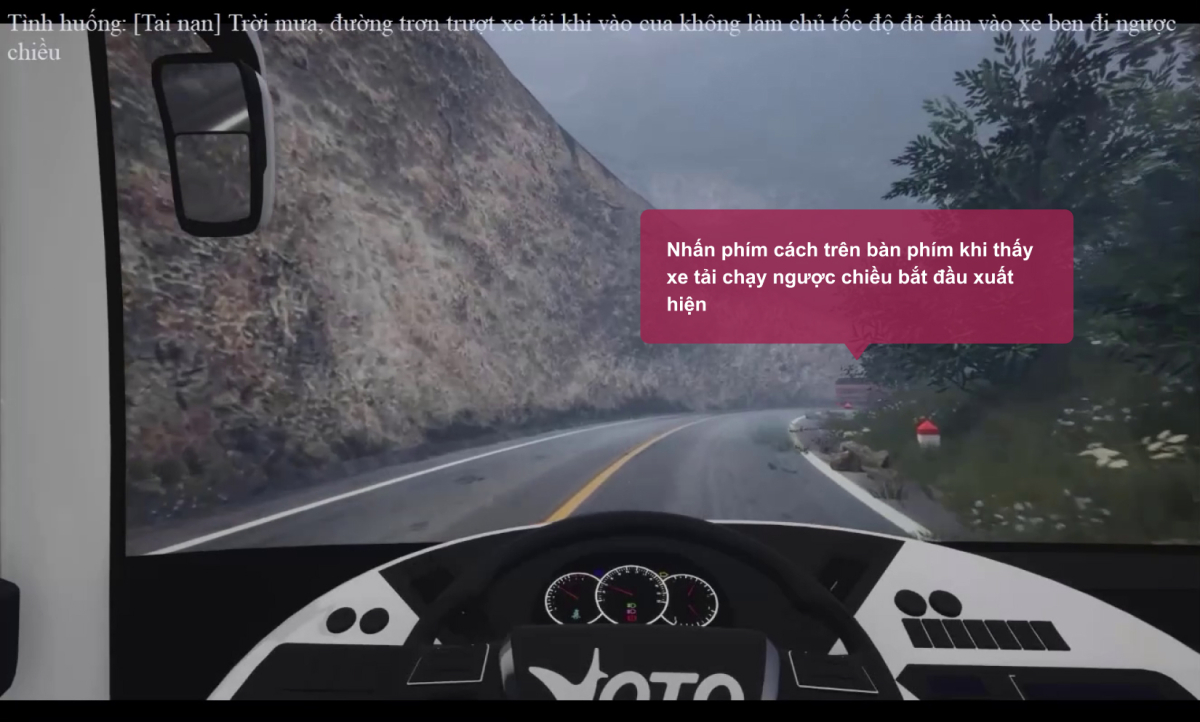 Tình huống: [Tai nạn] Trời mưa, đường trơn trượt xe tải khi vào cua không làm chủ tốc độ đã đâm vào xe ben đi ngược
chiều
Nhấn phím cách trên bàn phím khi thấy
xe tải chạy ngược chiều bắt đầu xuất
hiện
OTO